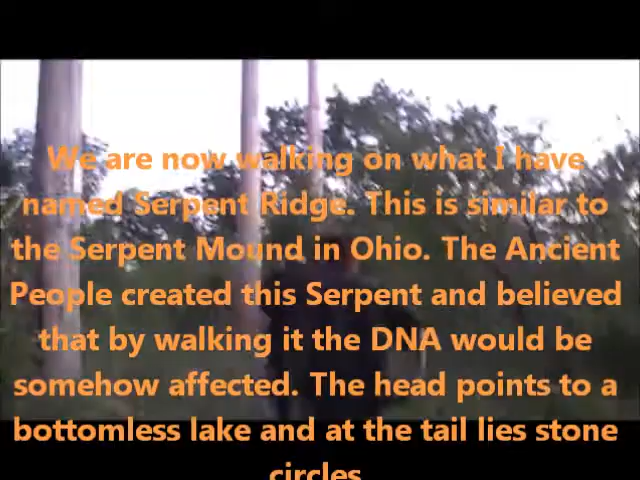 We are now walking on what I have
named Serpent Ridge. This is similar to
the Serpent Mound in Ohio. The Ancient
People created this Serpent and believed
that by walking it the DNA would be
somehow affected. The head points to a
bottomless lake and at the tail lies stone
circles